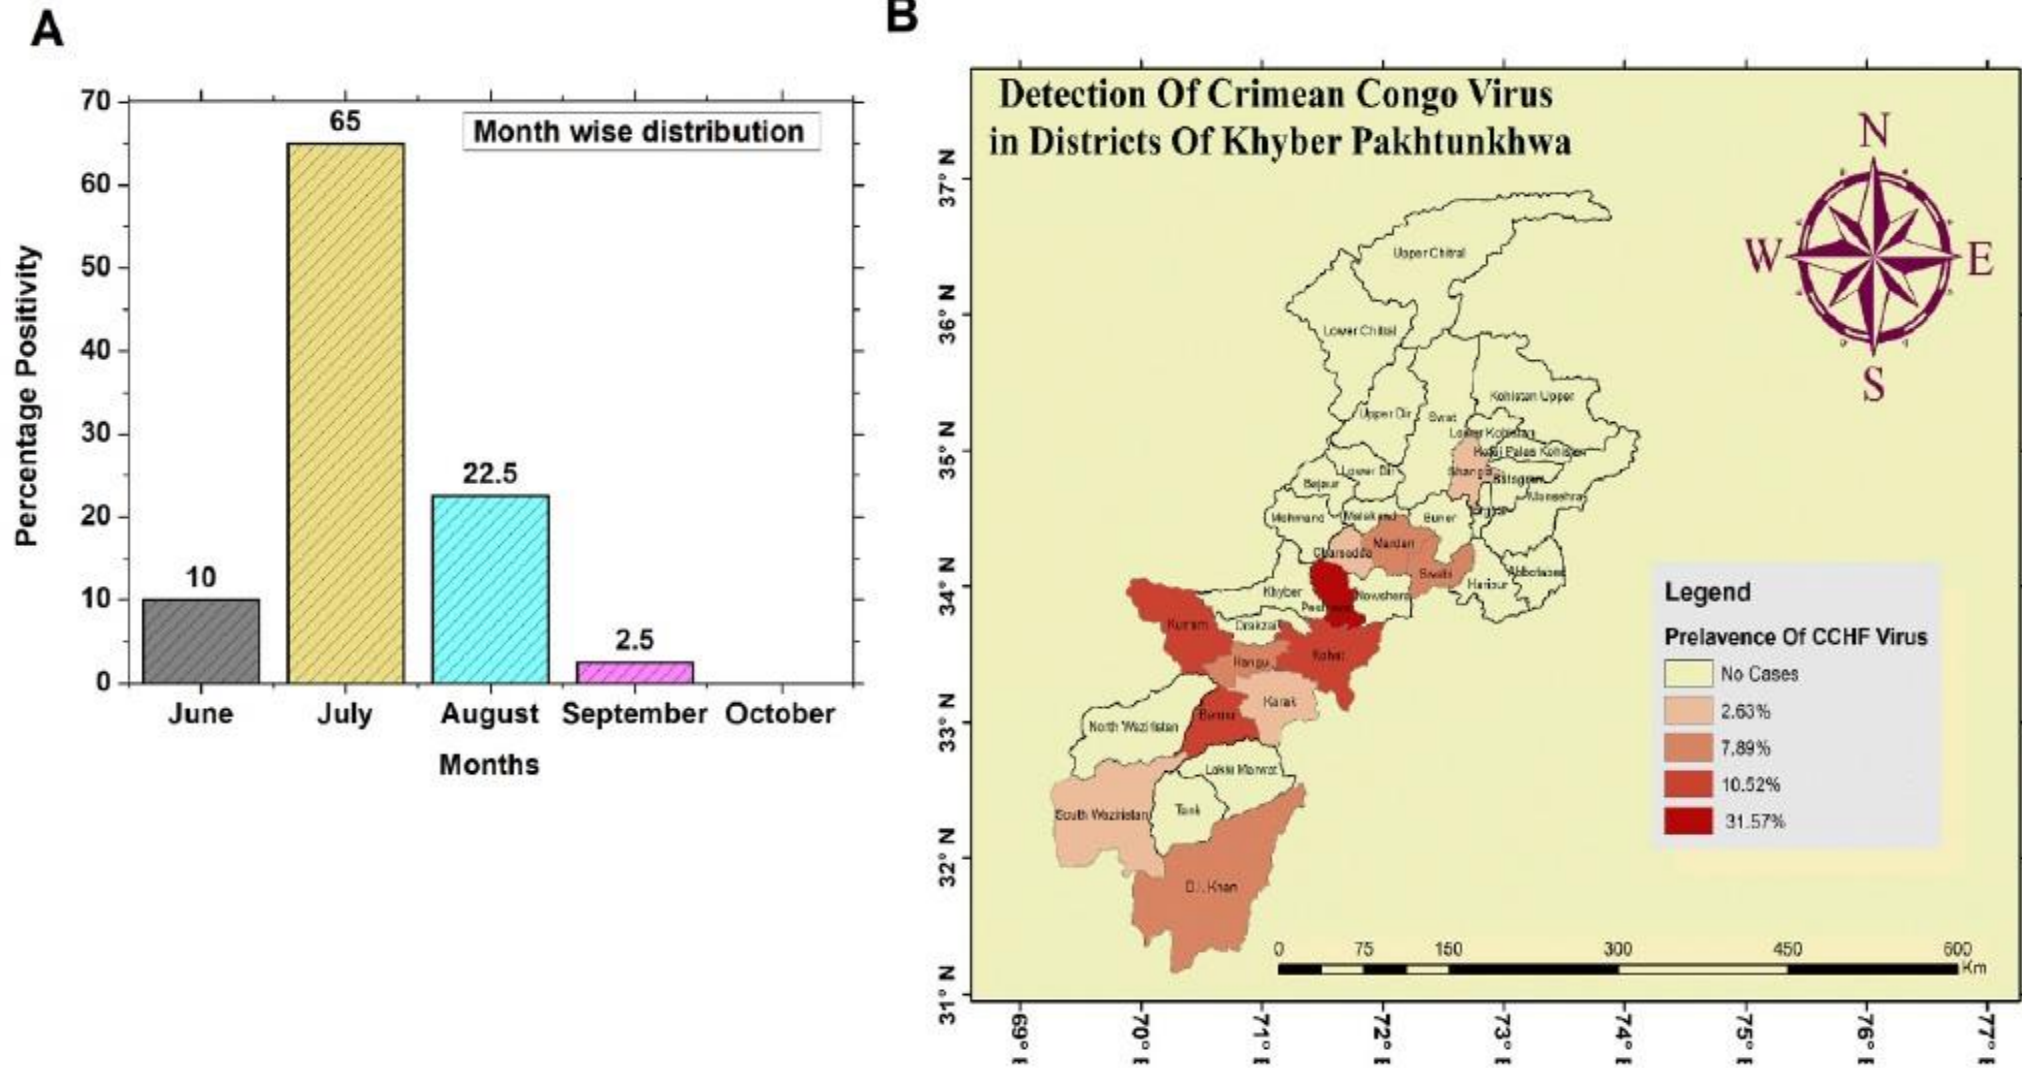 A
70
60
50
40
30
20
10
0
Percentage Positivity
Month wise distribution
10
65
22.5
2.5
June
July
August
September
October
Months
B
Detection Of Crimean Congo Virus
in Districts Of Khyber Pakhtunkhwa
N
W
E
S
37° N
36° N
35° N
34° N
33° N
32° N
31° N
Upper Chitral
Lower Chitral
Kohistan Upper
Upper Dir
Swat
Lower Kohistan
Palas Kohistan
Shangla
Lower Dir
Batagram
Bajaur
Mansehra
Mohmand
Malakand
Buner
Mardan
Charsadda
Swabi
Haripur
Khyber
Nowshera
Kurram
Orakzai
Hangu
Kohat
Karak
Bannu
North Waziristan
Lakki Marwat
South Waziristan
Tank
D.I. Khan
Legend
Prelavence Of CCHF Virus
No Cases
2.63%
7.89%
10.52%
31.57%
0 75 150 300 450 600
Km
69° E
70° E
71° E
72° E
73° E
74° E
75° E
76° E
77° E